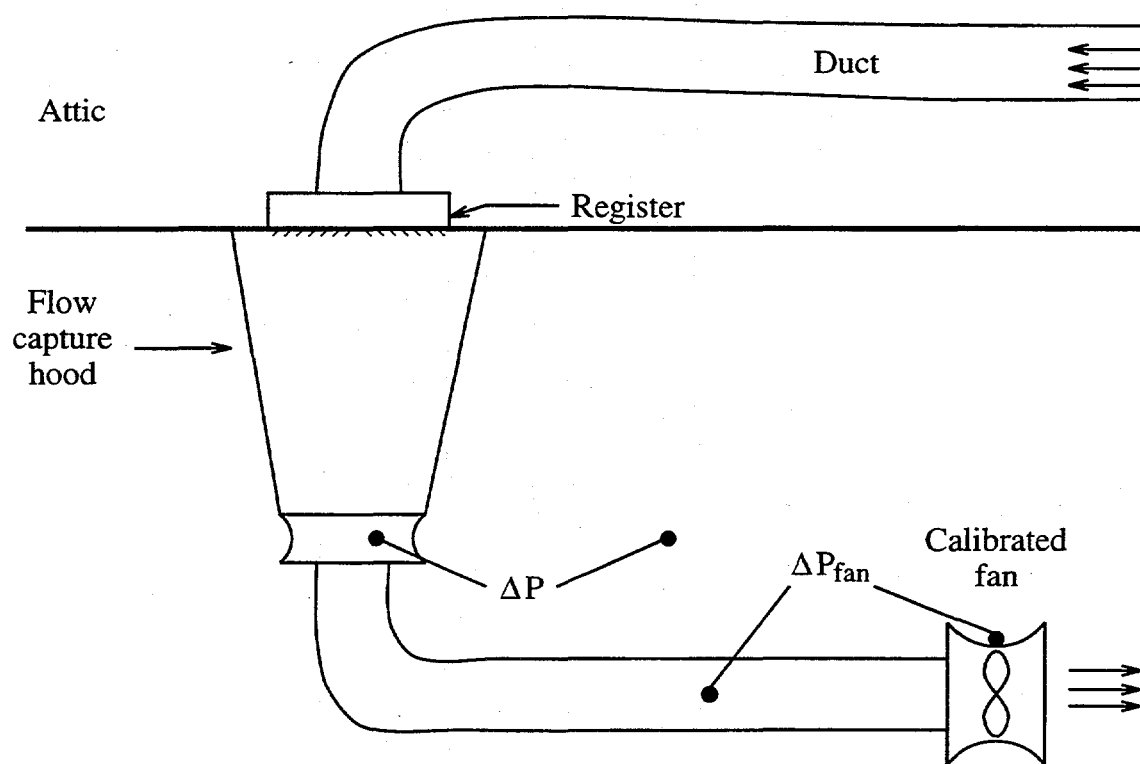 Duct
Attic
Register
Flow
capture
hood
Calibrated
fan
ΔP
ΔPfan